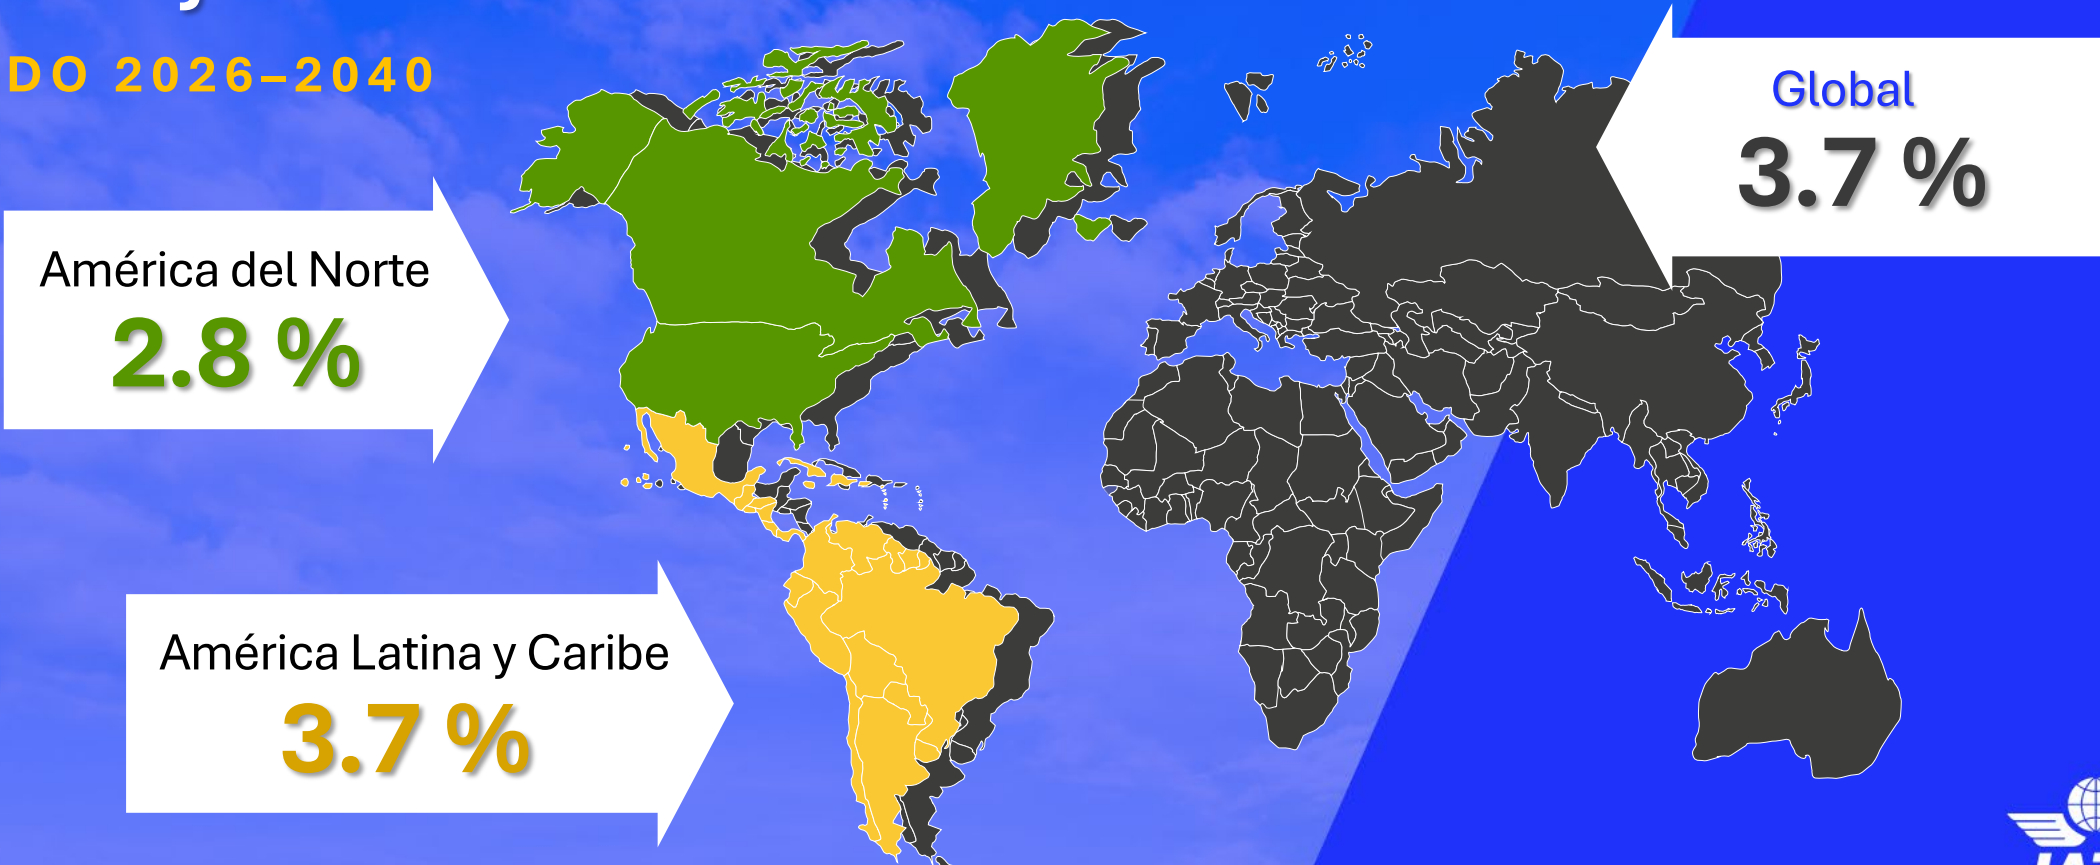 DO 2026–2040
Global
3.7 %
América del Norte
2.8 %
América Latina y Caribe
3.7 %